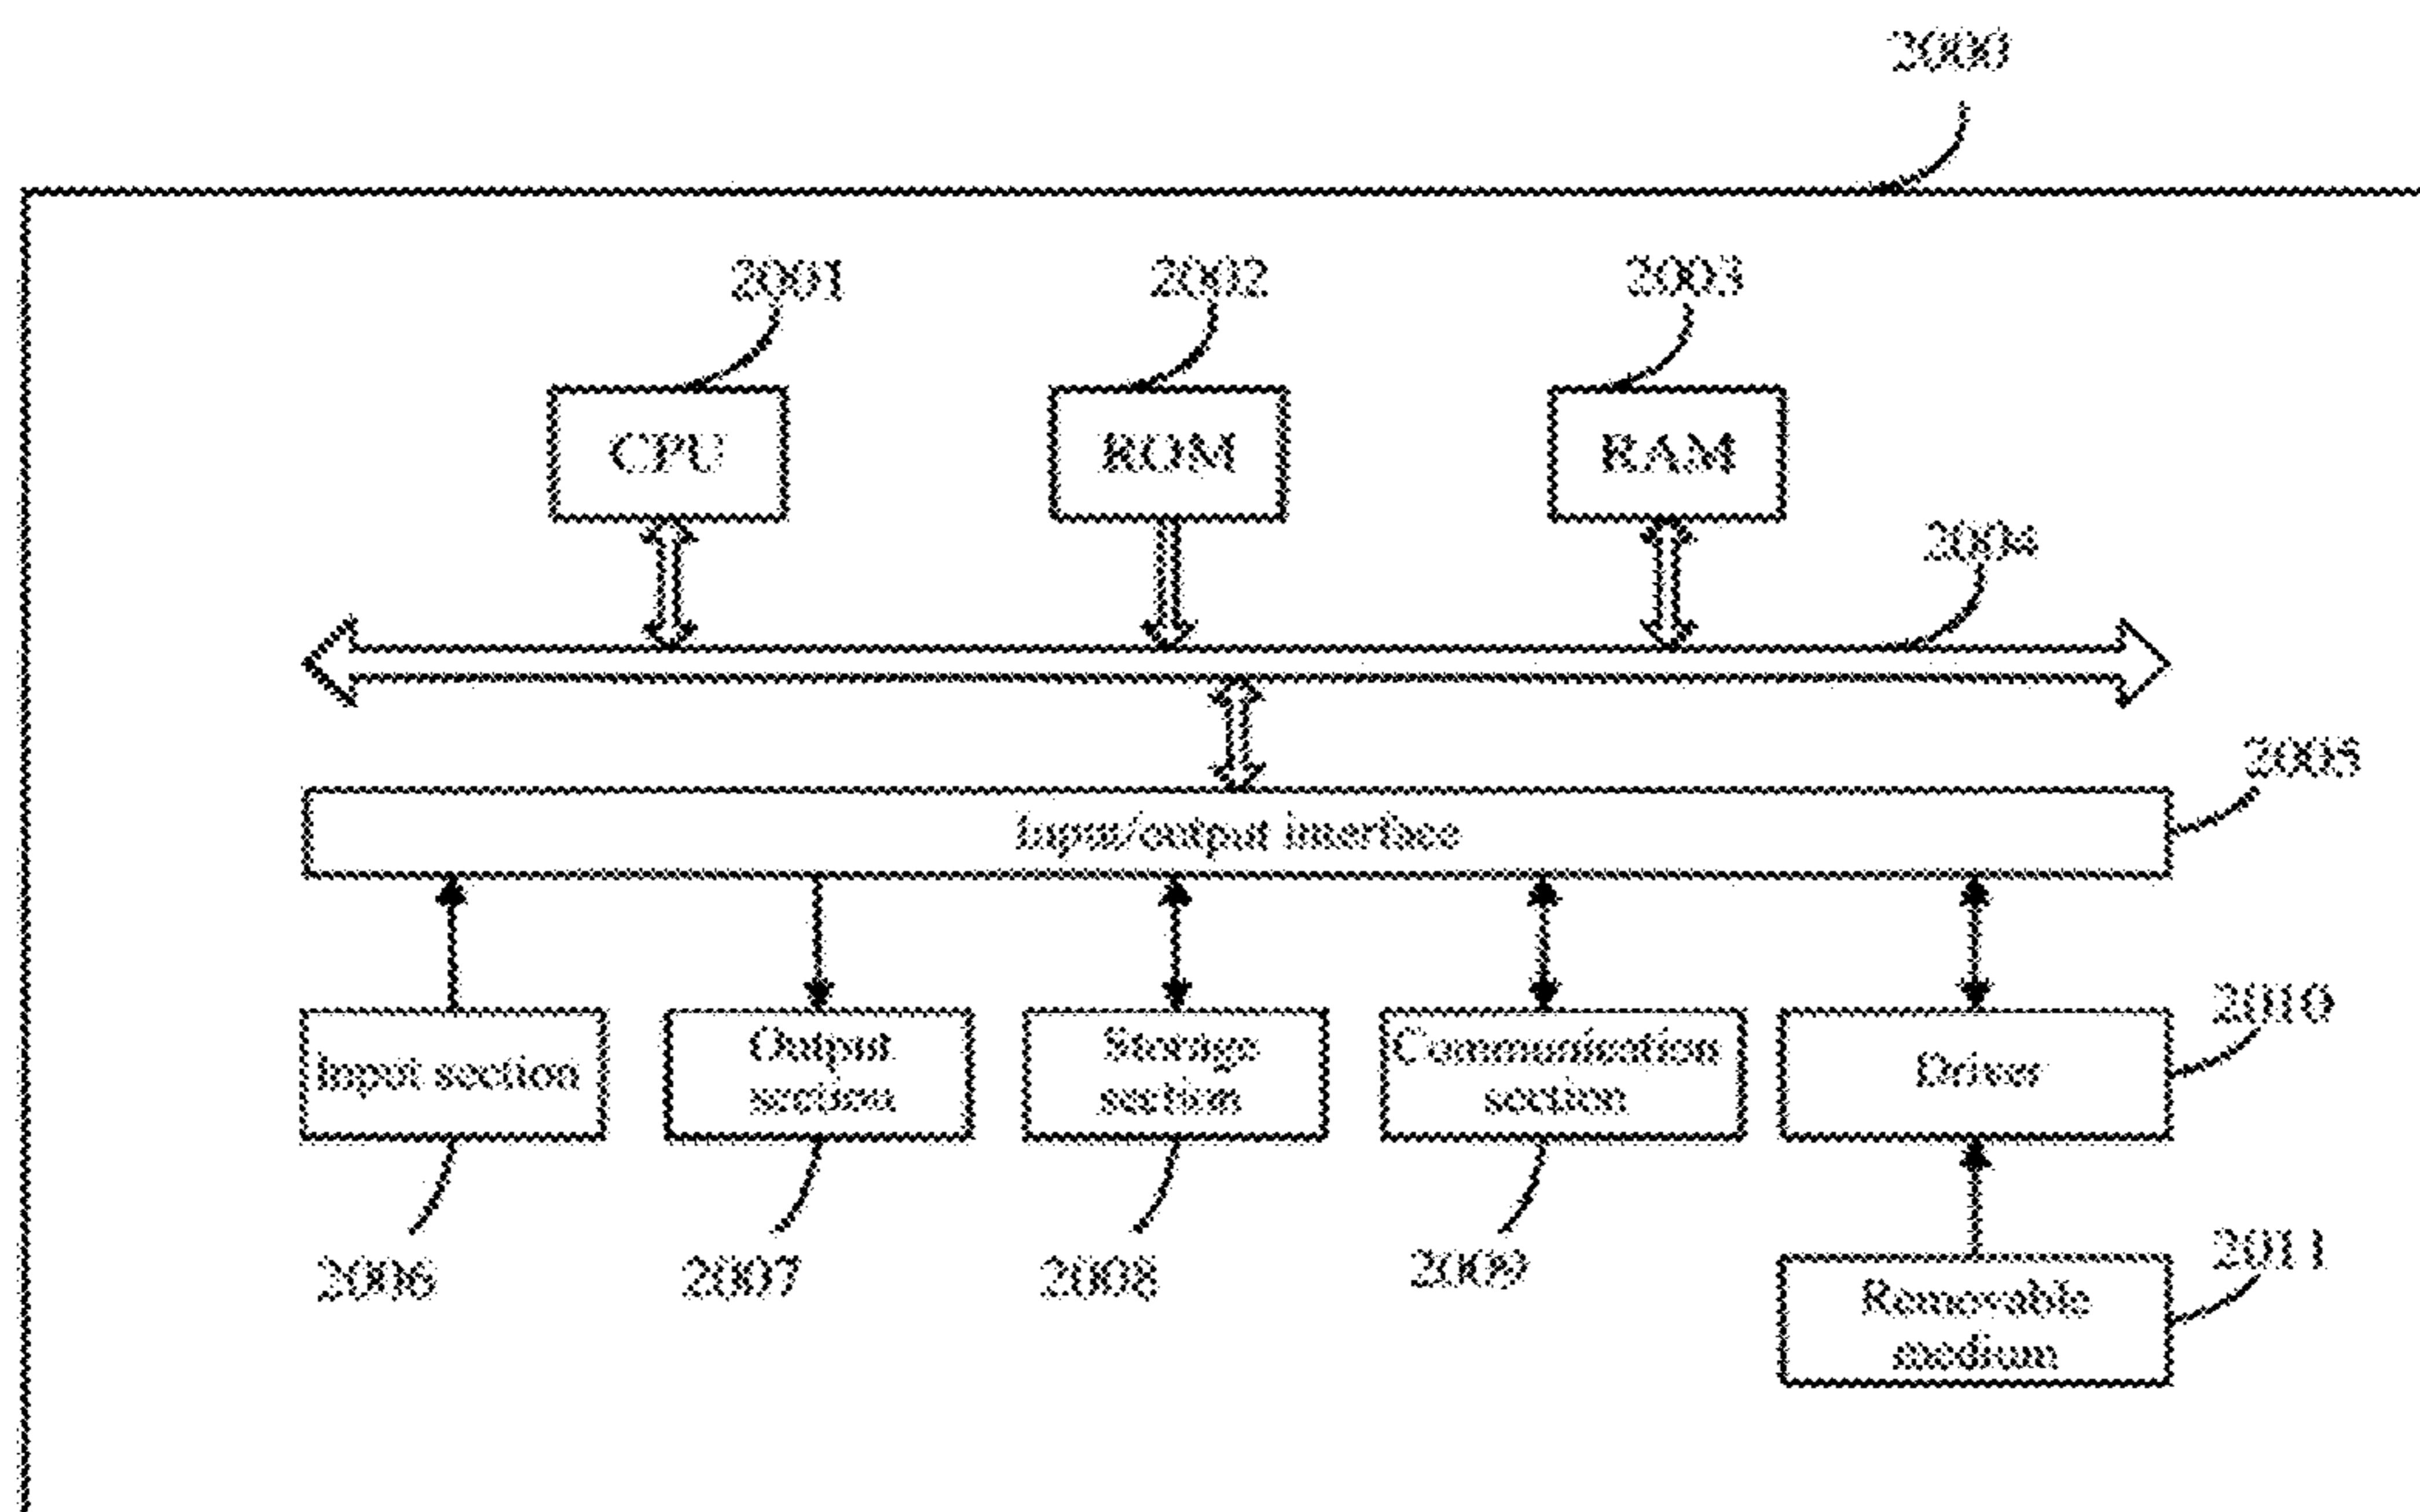 2000
2001
2002
2003
CPU
ROM
RAM
2004
2005
Input/output interface
2010
Input section
Output
section
Storage
section
Communication
section
Driver
2006
2007
2008
2009
2011
Removable
medium